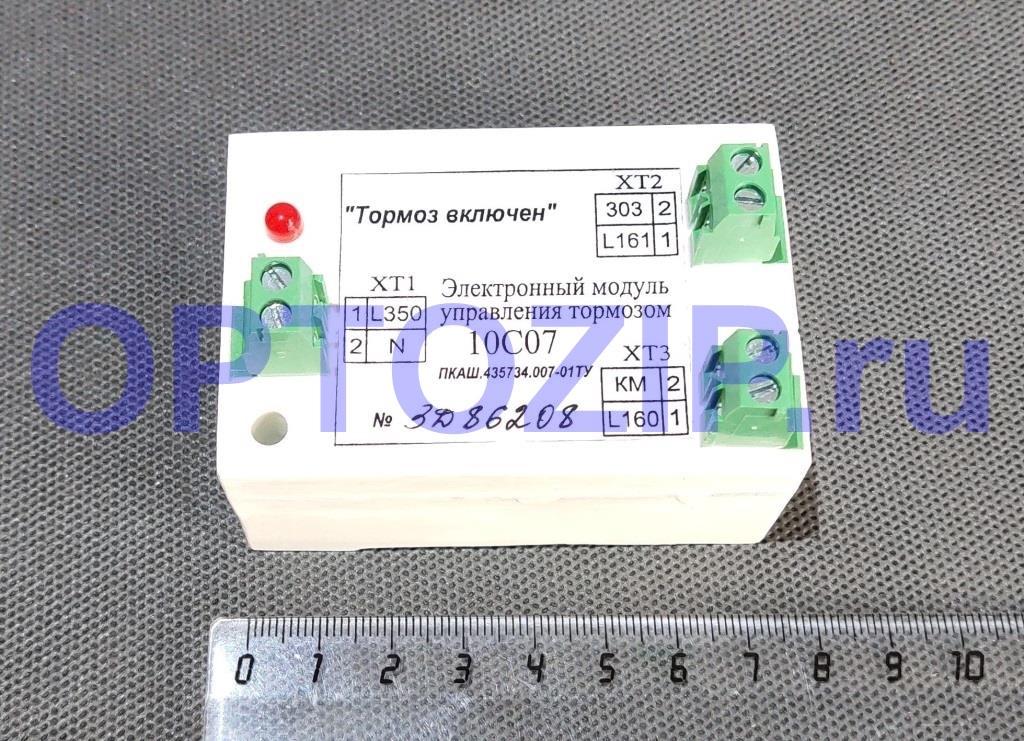 "Тормоз включен"
XT2
303 2
L161 1
XT1
1 L350
2 N
Электронный модуль
управления тормозом
10С07
ПКАШ.435734.007-01ТУ
XT3
КМ 2
L160 1
№ 3D86208
OPTOZIP.ru
0 1 2 3 4 5 6 7 8 9 10